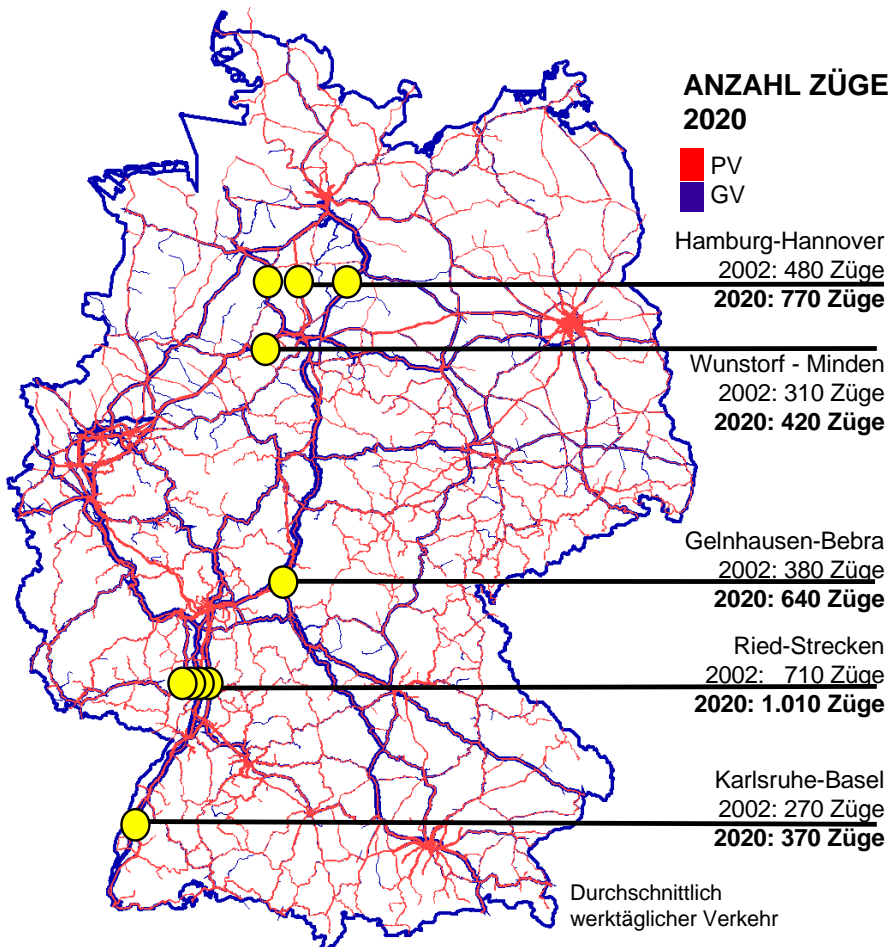 ANZAHL ZÜGE
2020
PV
GV
Hamburg-Hannover
2002: 480 Züge
2020: 770 Züge
Wunstorf - Minden
2002: 310 Züge
2020: 420 Züge
Gelnhausen-Bebra
2002: 380 Züge
2020: 640 Züge
Ried-Strecken
2002: 710 Züge
2020: 1.010 Züge
Karlsruhe-Basel
2002: 270 Züge
2020: 370 Züge
Durchschnittlich
werktäglicher Verkehr